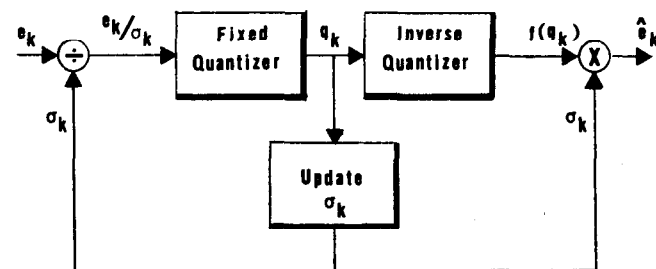 e_k
÷
e_k/σ_k
Fixed
Quantizer
q_k
Inverse
Quantizer
f(q_k)
X
ê_k
σ_k
σ_k
Update
σ_k